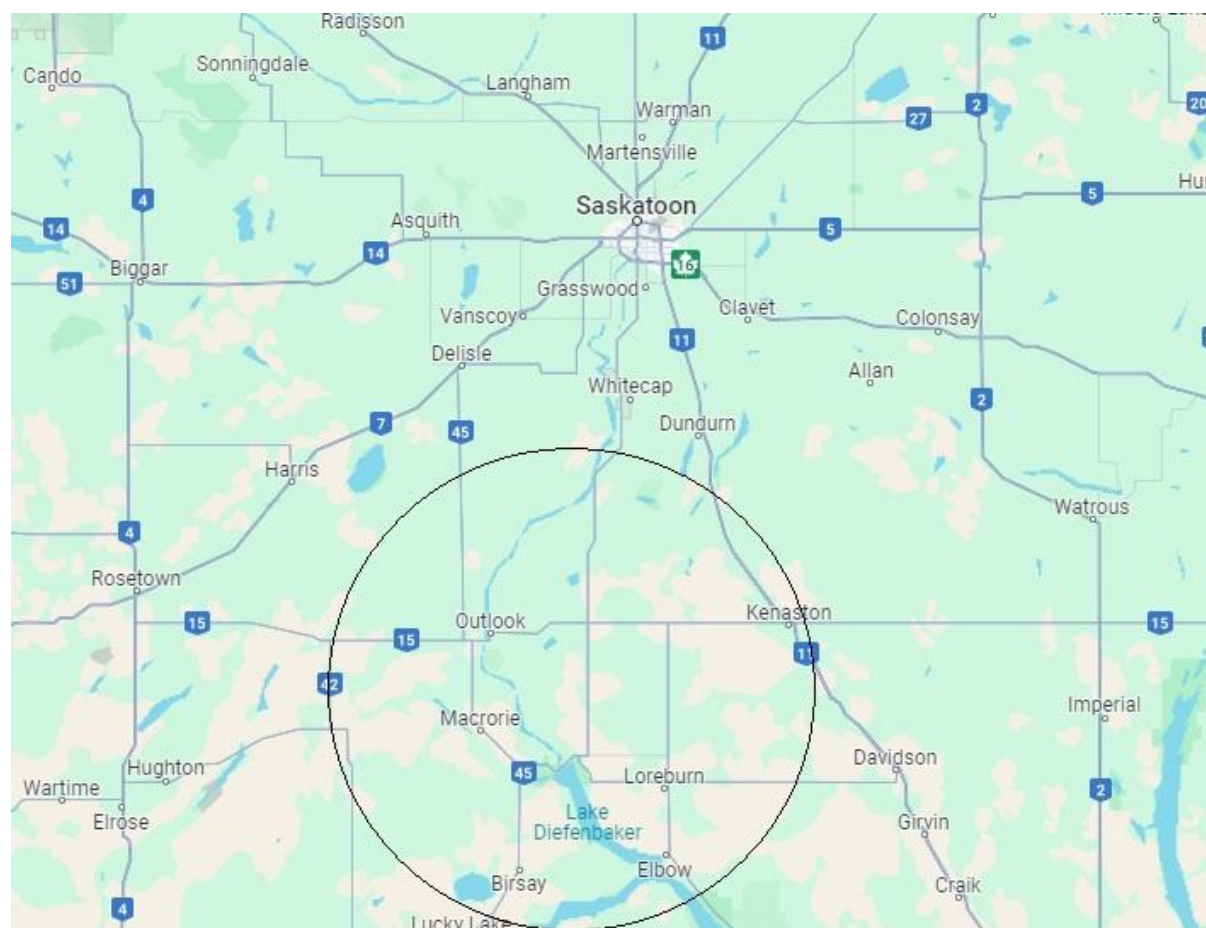 Radisson
11
Sonningdale
Cando
Langham
2
20
Warman
27
Martensville
4
5
Saskatoon
Asquith
14
14
5
16
Biggar
51
Grasswood
Clavet
Vanscoy
Colonsay
11
Delisle
Allan
Whitecap
2
7
45
Dundurn
Harris
Watrous
4
Rosetown
Kenaston
15
Outlook
15
15
11
42
Macrorie
Imperial
Davidson
Hughton
45
Loreburn
Wartime
2
Elrose
Lake
Diefenbaker
Girvin
Elbow
Birsay
Craik
4
Lucky Lake